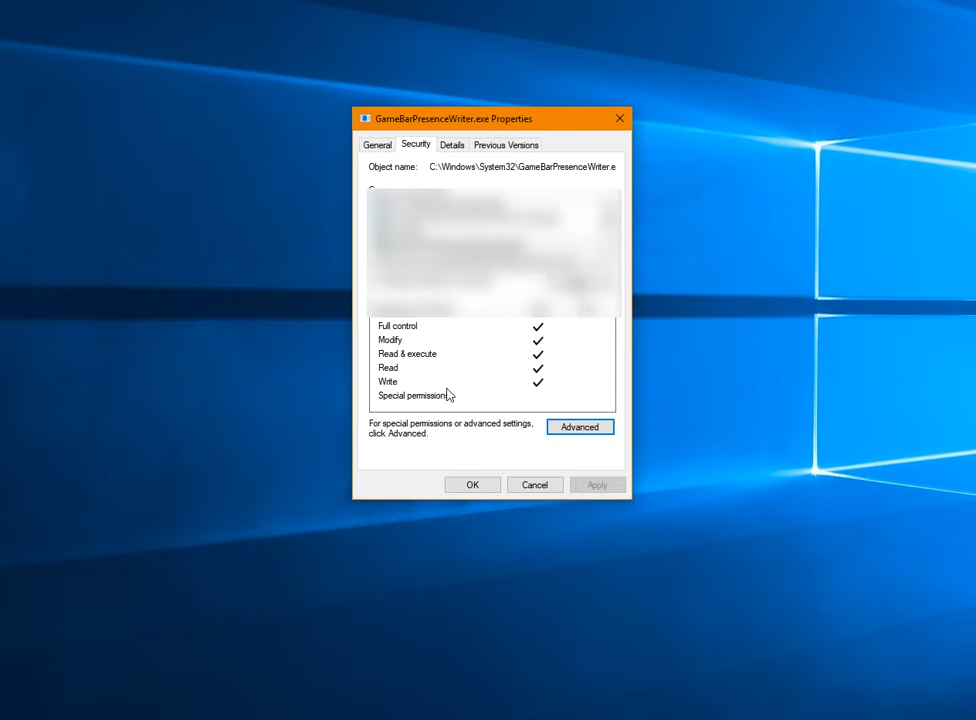 GameBarPresenceWriter.exe Properties
General Security Details Previous Versions
Object name: C:\Windows\System32\GameBarPresenceWriter.e
Full control
Modify
Read & execute
Read
Write
Special permissions
For special permissions or advanced settings,
click Advanced.
Advanced
OK Cancel Apply